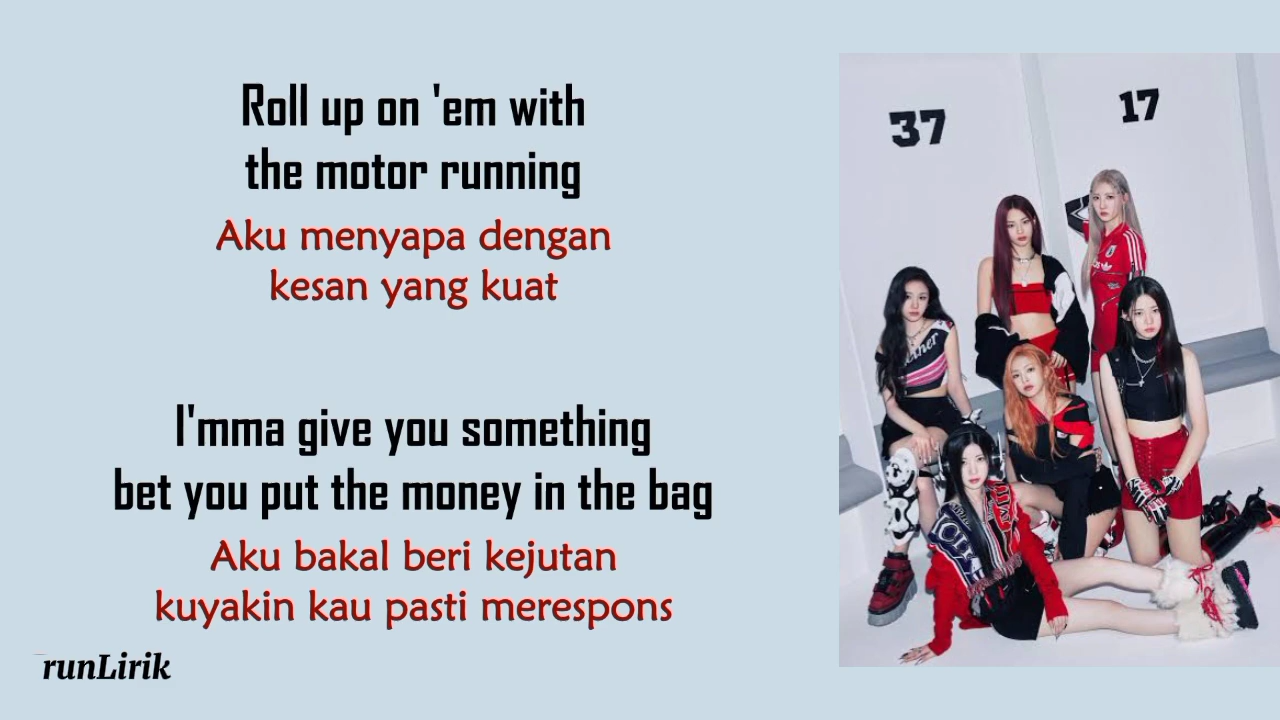 Roll up on 'em with
the motor running
Aku menyapa dengan
kesan yang kuat
I'mma give you something
bet you put the money in the bag
Aku bakal beri kejutan
kuyakin kau pasti merespons
runLirik
37
17